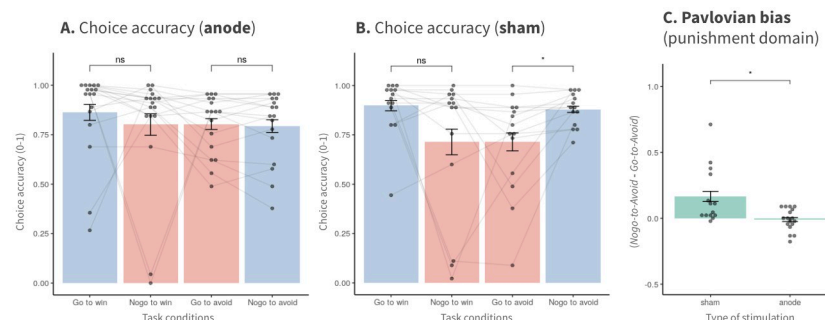 A. Choice accuracy (anode)
ns
ns
1.00
0.75
0.50
0.25
0.00
Choice accuracy (0-1)
Go to win
Nogo to win
Go to avoid
Nogo to avoid
Task conditions
B. Choice accuracy (sham)
ns
*
1.00
0.75
0.50
0.25
0.00
Choice accuracy (0-1)
Go to win
Nogo to win
Go to avoid
Nogo to avoid
Task conditions
C. Pavlovian bias
(punishment domain)
*
1.0
0.5
0.0
-0.5
(Nogo-to-Avoid - Go-to-Avoid)
sham
anode
Type of stimulation